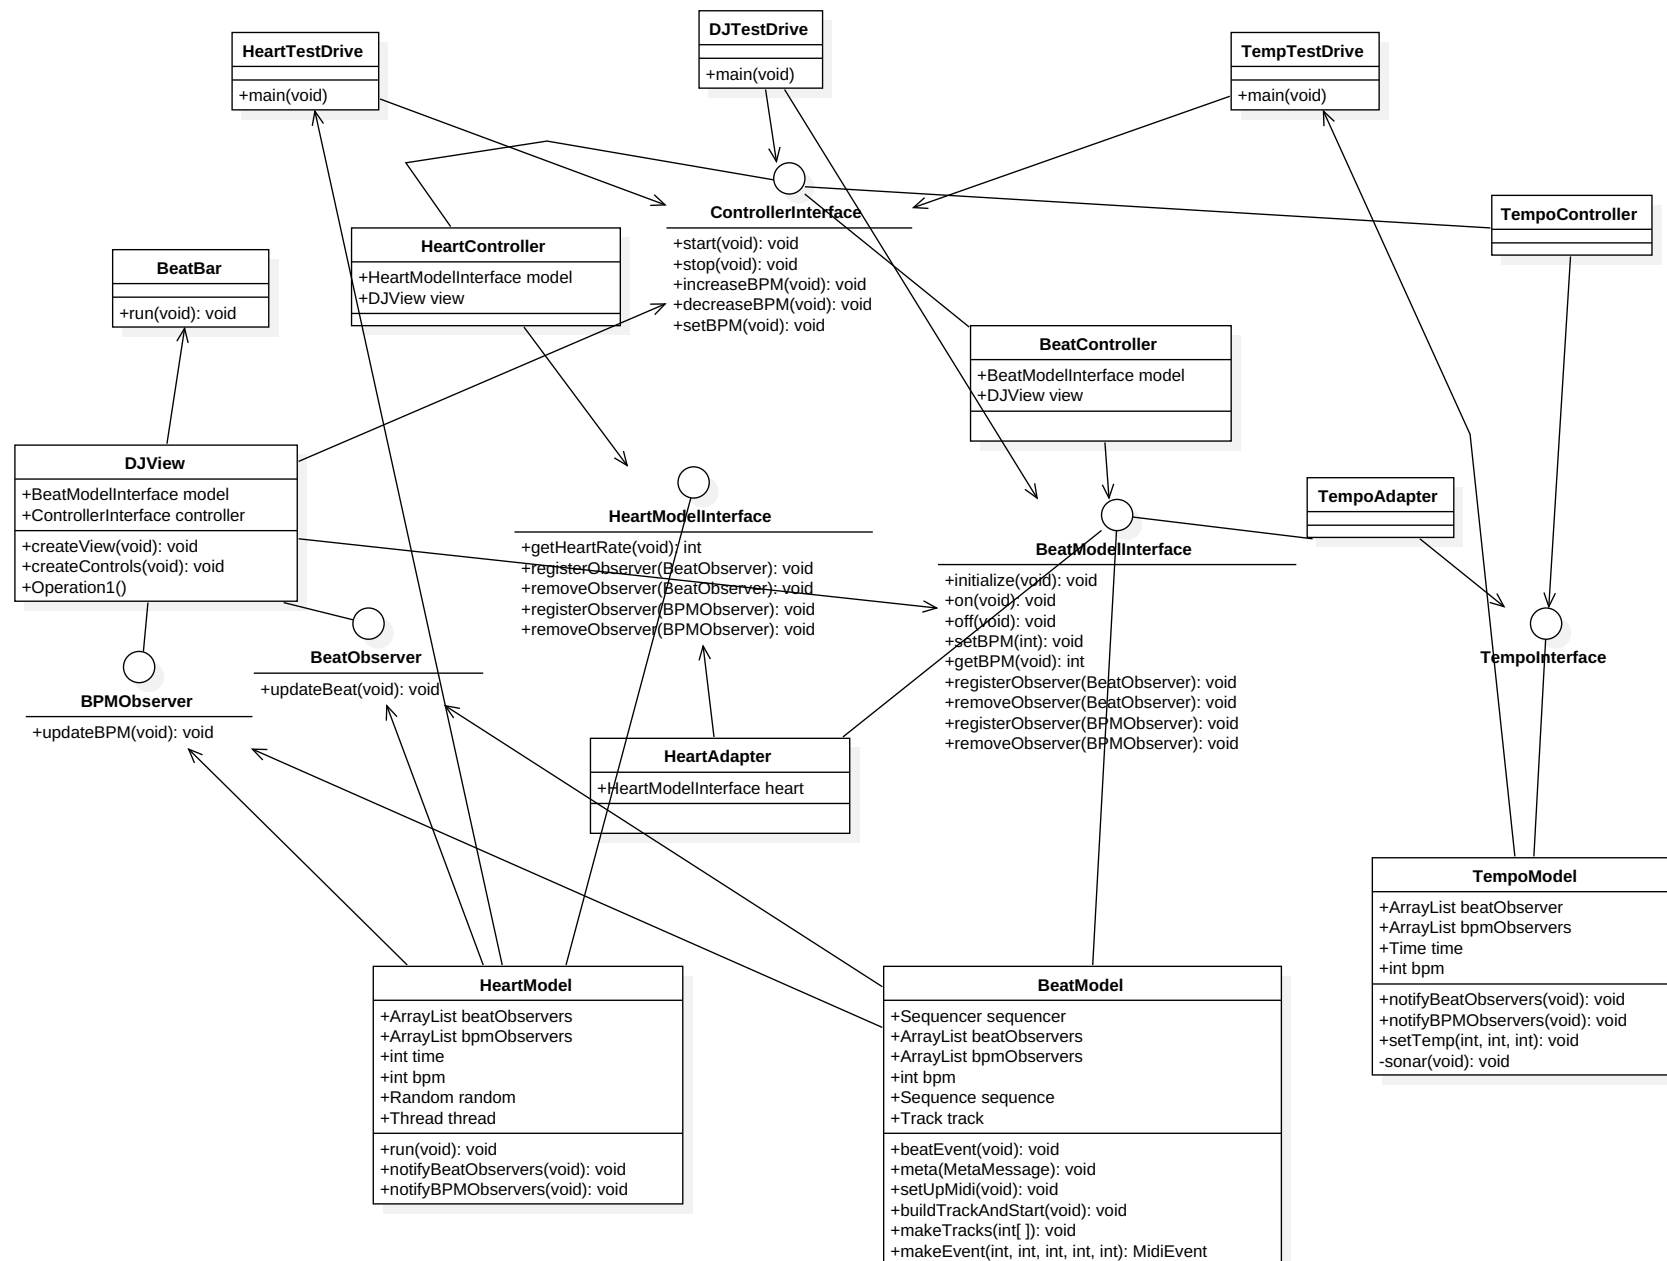 DJTestDrive
+main(void)
HeartTestDrive
+main(void)
TempTestDrive
+main(void)
ControllerInterface
+start(void): void
+stop(void): void
+increaseBPM(void): void
+decreaseBPM(void): void
+setBPM(void): void
TempoController
HeartController
+HeartModelInterface model
+DJView view
BeatBar
+run(void): void
BeatController
+BeatModelInterface model
+DJView view
DJView
+BeatModelInterface model
+ControllerInterface controller
+createView(void): void
+createControls(void): void
+Operation1()
HeartModelInterface
+getHeartRate(void): int
+registerObserver(BeatObserver): void
+removeObserver(BeatObserver): void
+registerObserver(BPMObserver): void
+removeObserver(BPMObserver): void
TempoAdapter
BeatModelInterface
+initialize(void): void
+on(void): void
+off(void): void
+setBPM(int): void
+getBPM(void): int
+registerObserver(BeatObserver): void
+removeObserver(BeatObserver): void
+registerObserver(BPMObserver): void
+removeObserver(BPMObserver): void
TempoInterface
BeatObserver
+updateBeat(void): void
BPMObserver
+updateBPM(void): void
HeartAdapter
+HeartModelInterface heart
TempoModel
+ArrayList beatObserver
+ArrayList bpmObservers
+Time time
+int bpm
+notifyBeatObservers(void): void
+notifyBPMObservers(void): void
+setTemp(int, int, int): void
-sonar(void): void
HeartModel
+ArrayList beatObservers
+ArrayList bpmObservers
+int time
+int bpm
+Random random
+Thread thread
+run(void): void
+notifyBeatObservers(void): void
+notifyBPMObservers(void): void
BeatModel
+Sequencer sequencer
+ArrayList beatObservers
+ArrayList bpmObservers
+int bpm
+Sequence sequence
+Track track
+beatEvent(void): void
+meta(MetaMessage): void
+setUpMidi(void): void
+buildTrackAndStart(void): void
+makeTracks(int[ ]): void
+makeEvent(int, int, int, int, int): MidiEvent